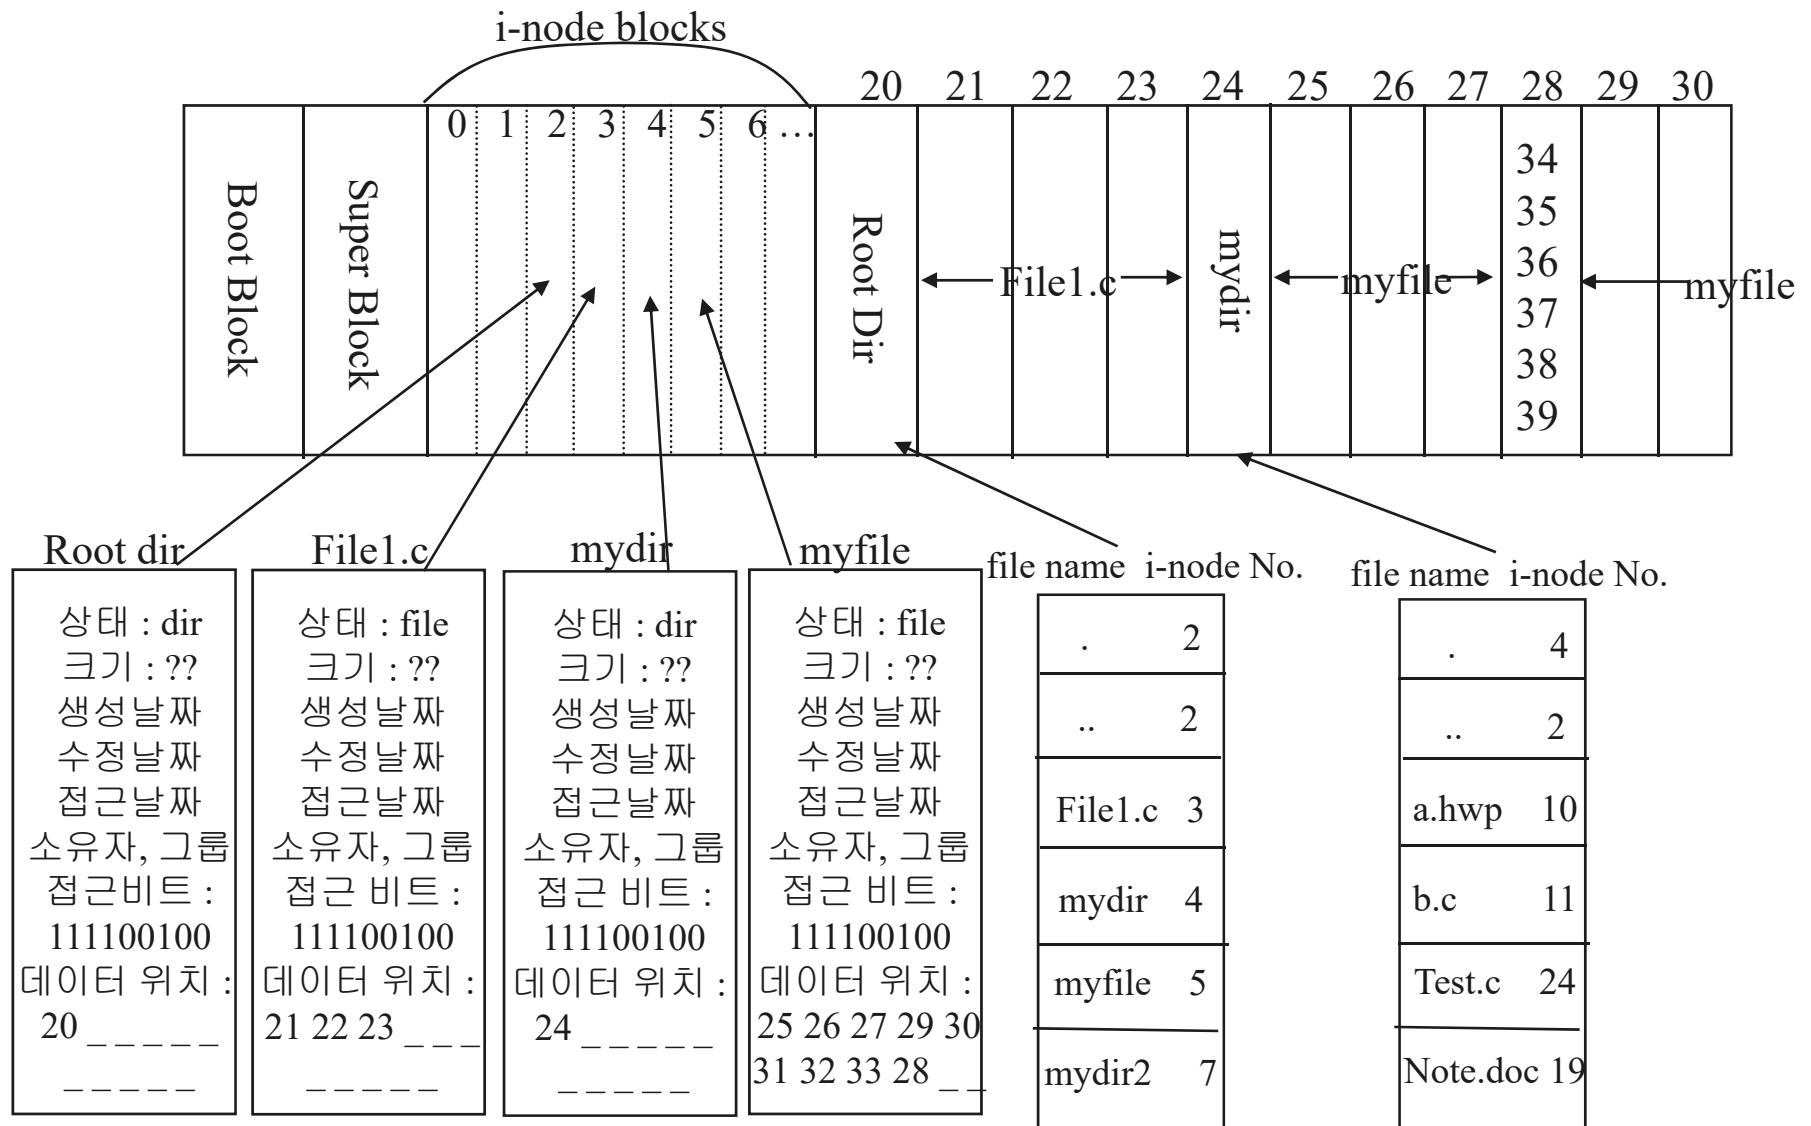 i-node blocks
20 21 22 23 24 25 26 27 28 29 30
0 1 2 3 4 5 6 ...
Boot Block
Super Block
Root Dir
File1.c
mydir
myfile
34
35
36
37
38
39
myfile
Root dir
상태 : dir
크기 : ??
생성날짜
수정날짜
접근날짜
소유자, 그룹
접근비트 :
111100100
데이터 위치 :
20 _ _ _ _ _
_ _ _ _ _
File1.c
상태 : file
크기 : ??
생성날짜
수정날짜
접근날짜
소유자, 그룹
접근 비트 :
111100100
데이터 위치 :
21 22 23 _ _ _
_ _ _ _ _
mydir
상태 : dir
크기 : ??
생성날짜
수정날짜
접근날짜
소유자, 그룹
접근 비트 :
111100100
데이터 위치 :
24 _ _ _ _ _
_ _ _ _ _
myfile
상태 : file
크기 : ??
생성날짜
수정날짜
접근날짜
소유자, 그룹
접근 비트 :
111100100
데이터 위치 :
25 26 27 29 30
31 32 33 28 _ _
file name i-node No.
. 2
.. 2
File1.c 3
mydir 4
myfile 5
mydir2 7
file name i-node No.
. 4
.. 2
a.hwp 10
b.c 11
Test.c 24
Note.doc 19